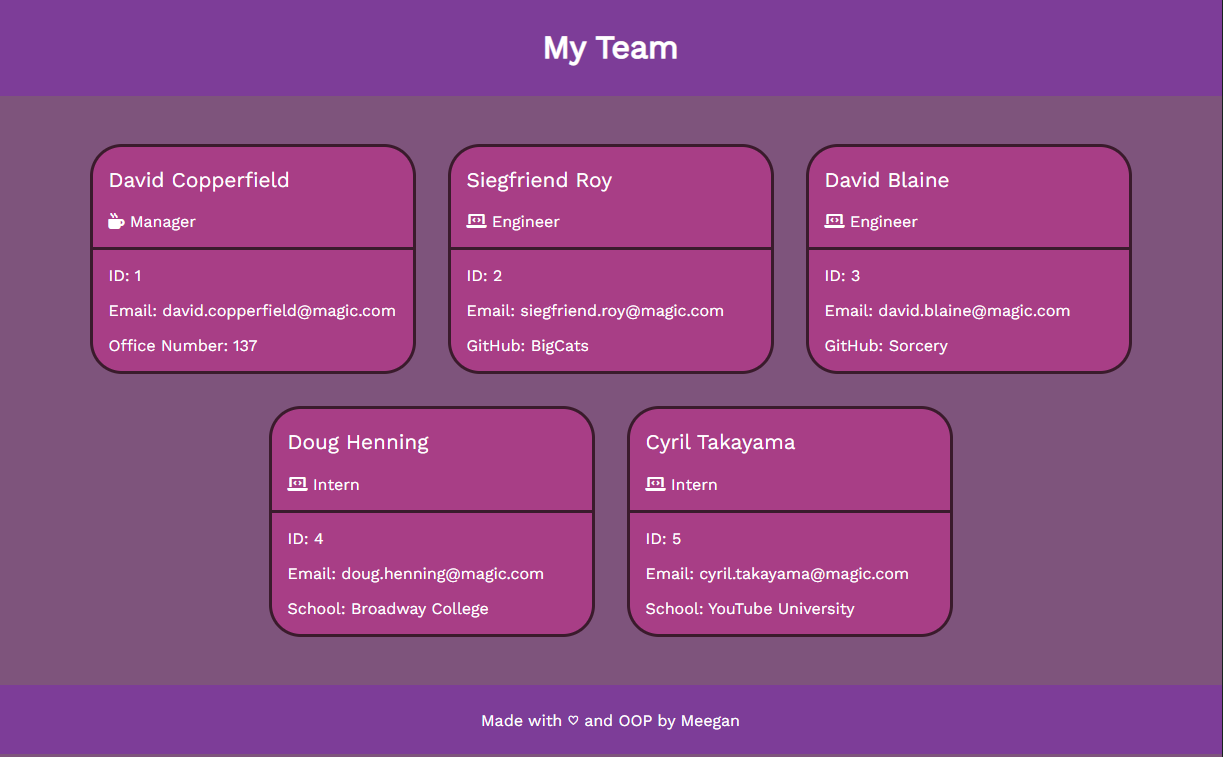 My Team
David Copperfield
Manager
ID: 1
Email: david.copperfield@magic.com
Office Number: 137
Siegfriend Roy
Engineer
ID: 2
Email: siegfriend.roy@magic.com
GitHub: BigCats
David Blaine
Engineer
ID: 3
Email: david.blaine@magic.com
GitHub: Sorcery
Doug Henning
Intern
ID: 4
Email: doug.henning@magic.com
School: Broadway College
Cyril Takayama
Intern
ID: 5
Email: cyril.takayama@magic.com
School: YouTube University
Made with ♡ and OOP by Meegan